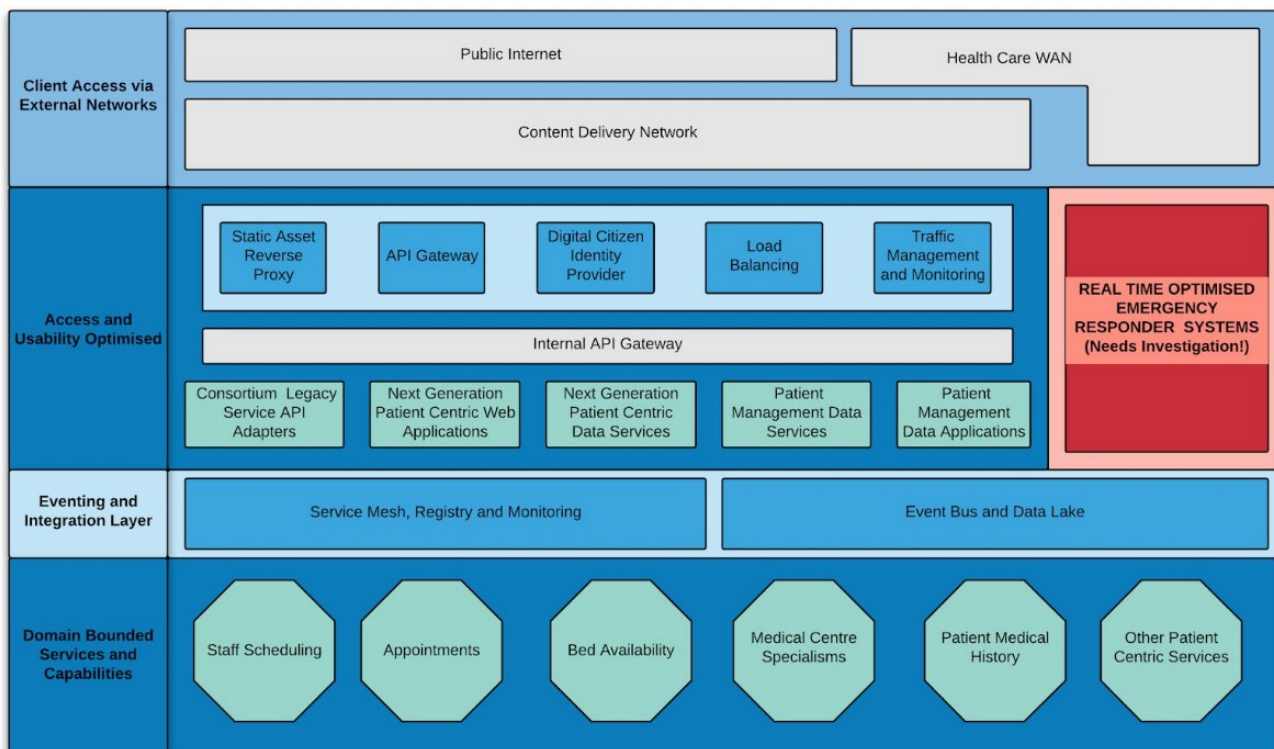 Client Access via
External Networks
Public Internet
Health Care WAN
Content Delivery Network
Access and
Usability Optimised
Static Asset
Reverse
Proxy
API Gateway
Digital Citizen
Identity
Provider
Load
Balancing
Traffic
Management
and Monitoring
Internal API Gateway
Consortium Legacy
Service API
Adapters
Next Generation
Patient Centric Web
Applications
Next Generation
Patient Centric
Data Services
Patient
Management Data
Services
Patient
Management
Data Applications
REAL TIME OPTIMISED
EMERGENCY
RESPONDER SYSTEMS
(Needs Investigation!)
Eventing and
Integration Layer
Service Mesh, Registry and Monitoring
Event Bus and Data Lake
Domain Bounded
Services and
Capabilities
Staff Scheduling
Appointments
Bed Availability
Medical Centre
Specialisms
Patient Medical
History
Other Patient
Centric Services